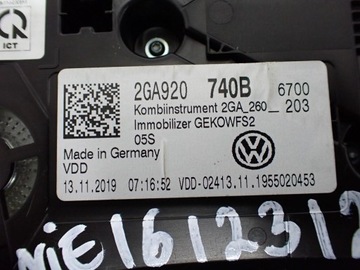 ICT
2GA920 740B 6700
Kombiinstrument 2GA_260__203
Immobilizer GEKOWFS2
05S
Made in Germany
VDD
13.11.2019 07:16:52 VDD-02413.11.1955020453
NiE1612312